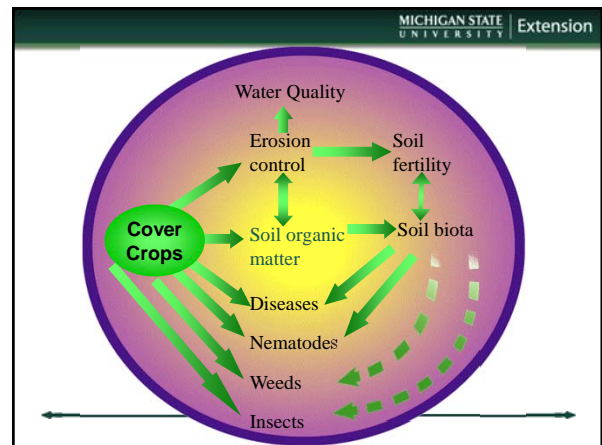 MICHIGAN STATE
UNIVERSITY
Extension
Water Quality
Erosion
control
Soil
fertility
Cover
Crops
Soil organic
matter
Soil biota
Diseases
Nematodes
Weeds
Insects